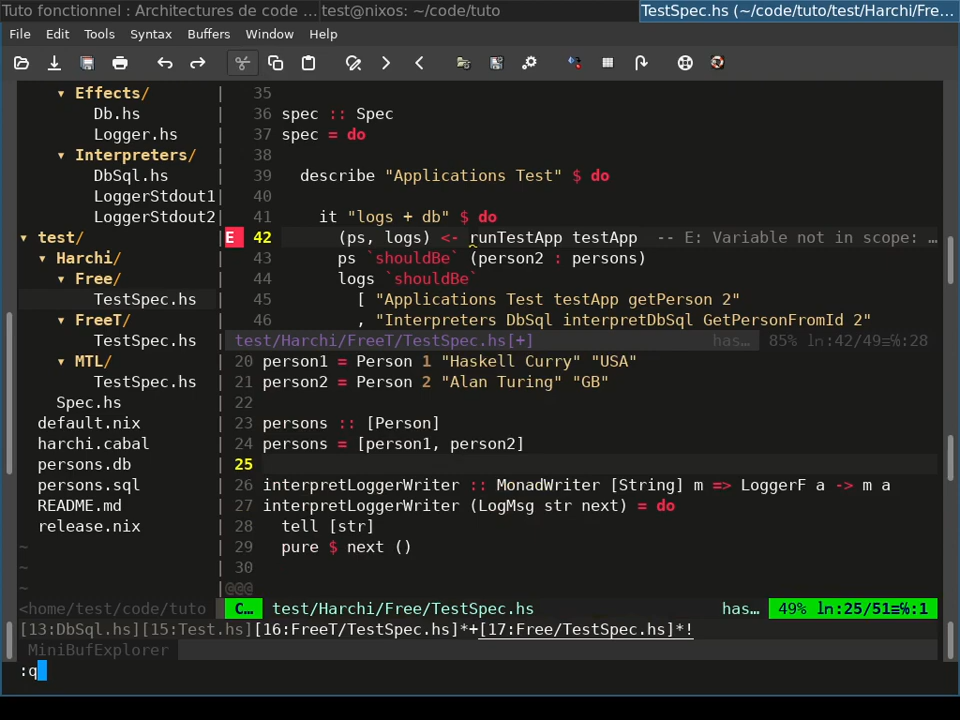 Tuto fonctionnel : Architectures de code ...
test@nixos: ~/code/tuto
TestSpec.hs (~/code/tuto/test/Harchi/Fre...
File Edit Tools Syntax Buffers Window Help
▾ Effects/
Db.hs
Logger.hs
▾ Interpreters/
DbSql.hs
LoggerStdout1
LoggerStdout2
▾ test/
▾ Harchi/
▾ Free/
TestSpec.hs
▾ FreeT/
TestSpec.hs
▾ MTL/
TestSpec.hs
Spec.hs
default.nix
harchi.cabal
persons.db
persons.sql
README.md
release.nix
~
~
~
<home/test/code/tuto
35
36 spec :: Spec
37 spec = do
38
39 describe "Applications Test" $ do
40
41 it "logs + db" $ do
E 42 (ps, logs) <- runTestApp testApp -- E: Variable not in scope: …
43 ps `shouldBe` (person2 : persons)
44 logs `shouldBe`
45 [ "Applications Test testApp getPerson 2"
46 , "Interpreters DbSql interpretDbSql GetPersonFromId 2"
test/Harchi/FreeT/TestSpec.hs[+] has… 85% ln:42/49≡℅:28
20 person1 = Person 1 "Haskell Curry" "USA"
21 person2 = Person 2 "Alan Turing" "GB"
22
23 persons :: [Person]
24 persons = [person1, person2]
25
26 interpretLoggerWriter :: MonadWriter [String] m => LoggerF a -> m a
27 interpretLoggerWriter (LogMsg str next) = do
28 tell [str]
29 pure $ next ()
30
@@@
C… test/Harchi/Free/TestSpec.hs has… 49% ln:25/51≡℅:1
[13:DbSql.hs][15:Test.hs][16:FreeT/TestSpec.hs]*+[17:Free/TestSpec.hs]*!
MiniBufExplorer
:q